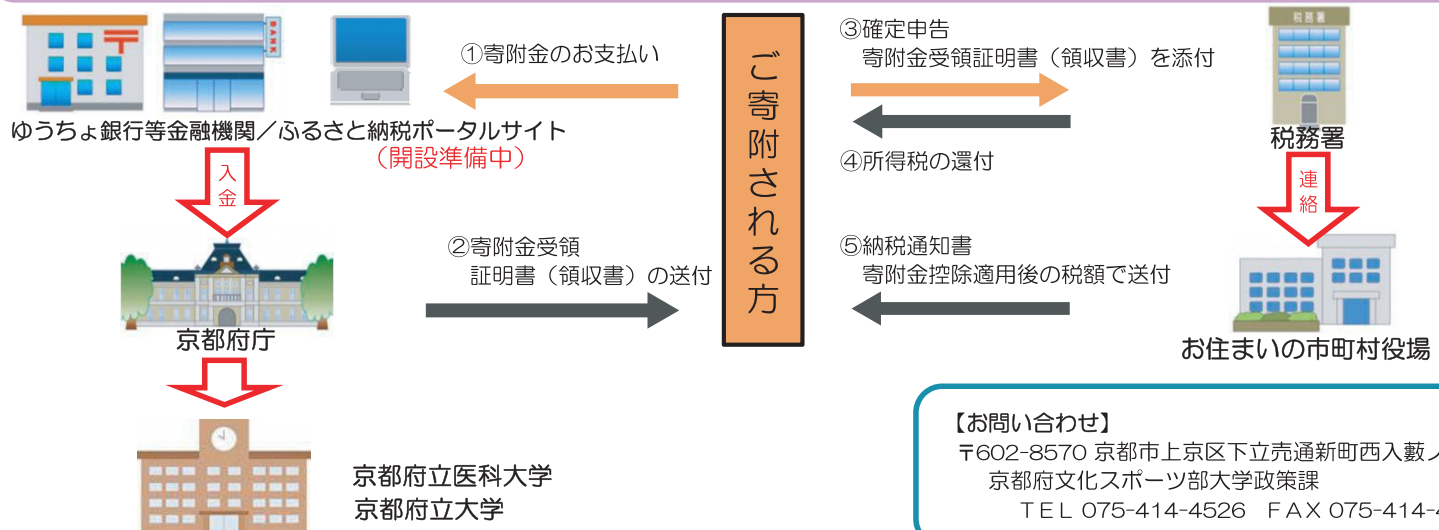 BANK
税務署
①寄附金のお支払い
ゆうちょ銀行等金融機関／ふるさと納税ポータルサイト
（開設準備中）
入金
京都府庁
②寄附金受領
証明書（領収書）の送付
京都府立医科大学
京都府立大学
ご寄附される方
③確定申告
寄附金受領証明書（領収書）を添付
④所得税の還付
税務署
連絡
⑤納税通知書
寄附金控除適用後の税額で送付
お住まいの市町村役場
【お問い合わせ】
〒602-8570 京都市上京区下立売通新町西入藪ノ
京都府文化スポーツ部大学政策課
ＴＥＬ 075-414-4526　ＦＡＸ 075-414-4